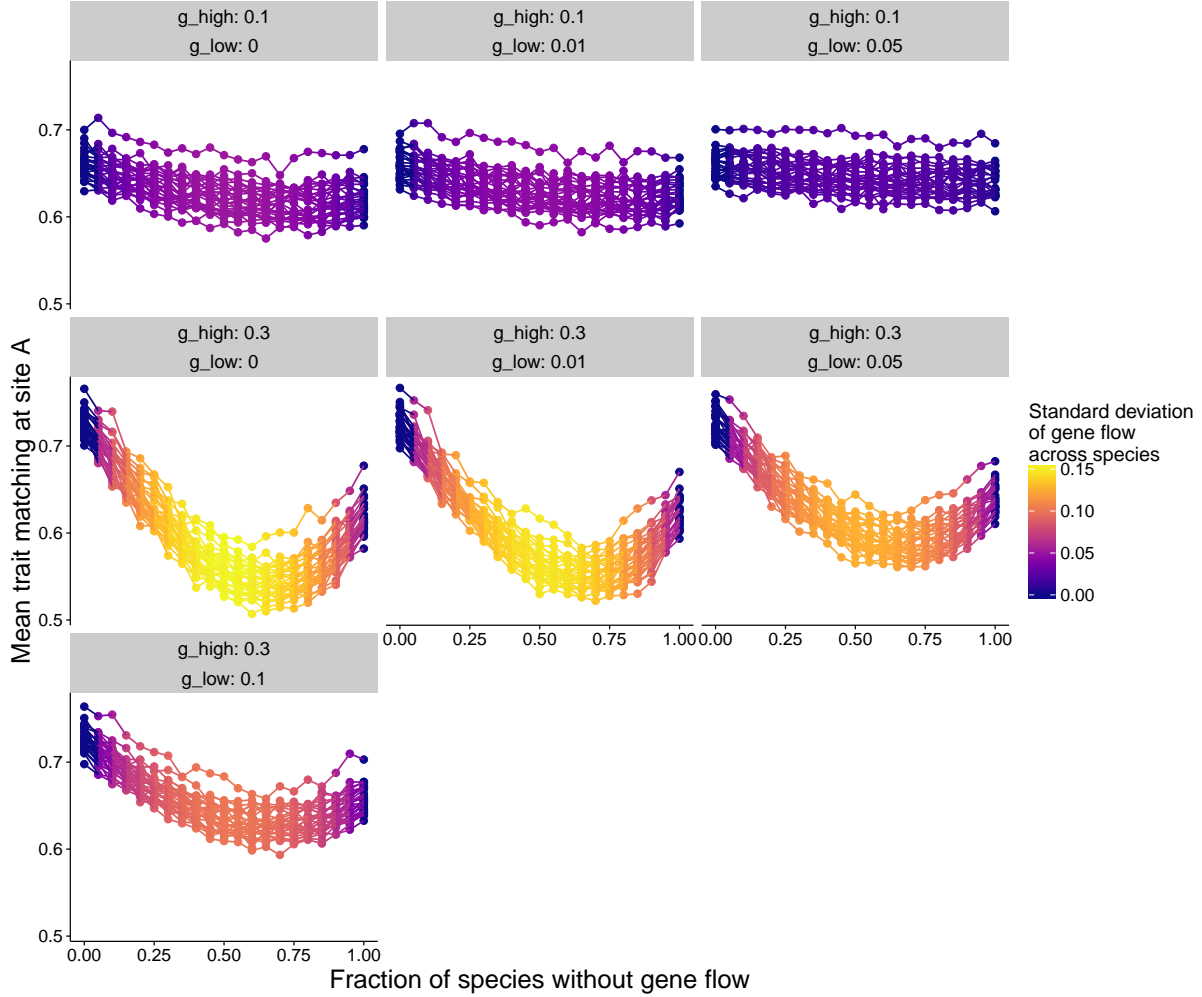 g_high: 0.1
g_low: 0
g_high: 0.1
g_low: 0.01
g_high: 0.1
g_low: 0.05
0.7
0.6
0.5
g_high: 0.3
g_low: 0
g_high: 0.3
g_low: 0.01
g_high: 0.3
g_low: 0.05
0.7
0.6
0.5
0.00 0.25 0.50 0.75 1.00
0.00 0.25 0.50 0.75 1.00
g_high: 0.3
g_low: 0.1
0.7
0.6
0.5
0.00 0.25 0.50 0.75 1.00
Mean trait matching at site A
Fraction of species without gene flow
Standard deviation
of gene flow
across species
0.15
0.10
0.05
0.00